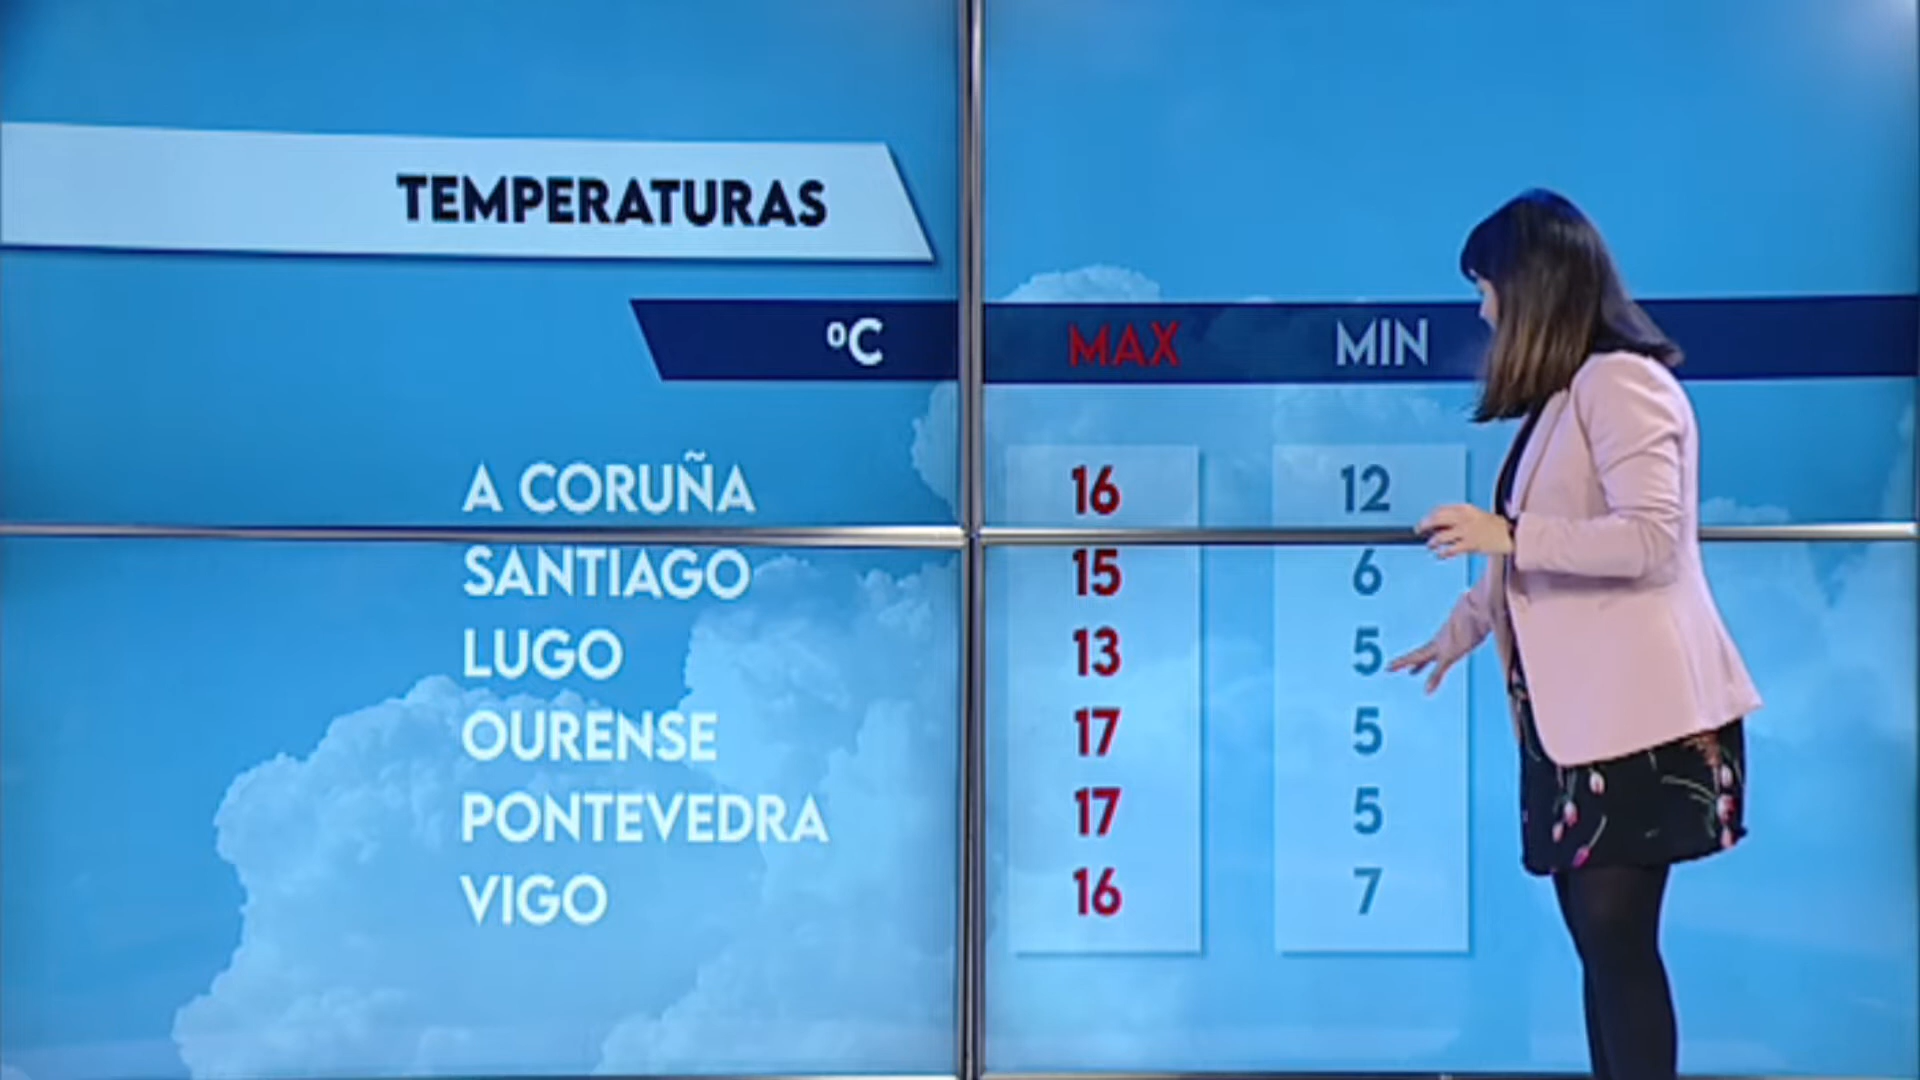 TEMPERATURAS
ºC MAX MIN
A CORUÑA 16 12
SANTIAGO 15 6
LUGO 13 5
OURENSE 17 5
PONTEVEDRA 17 5
VIGO 16 7